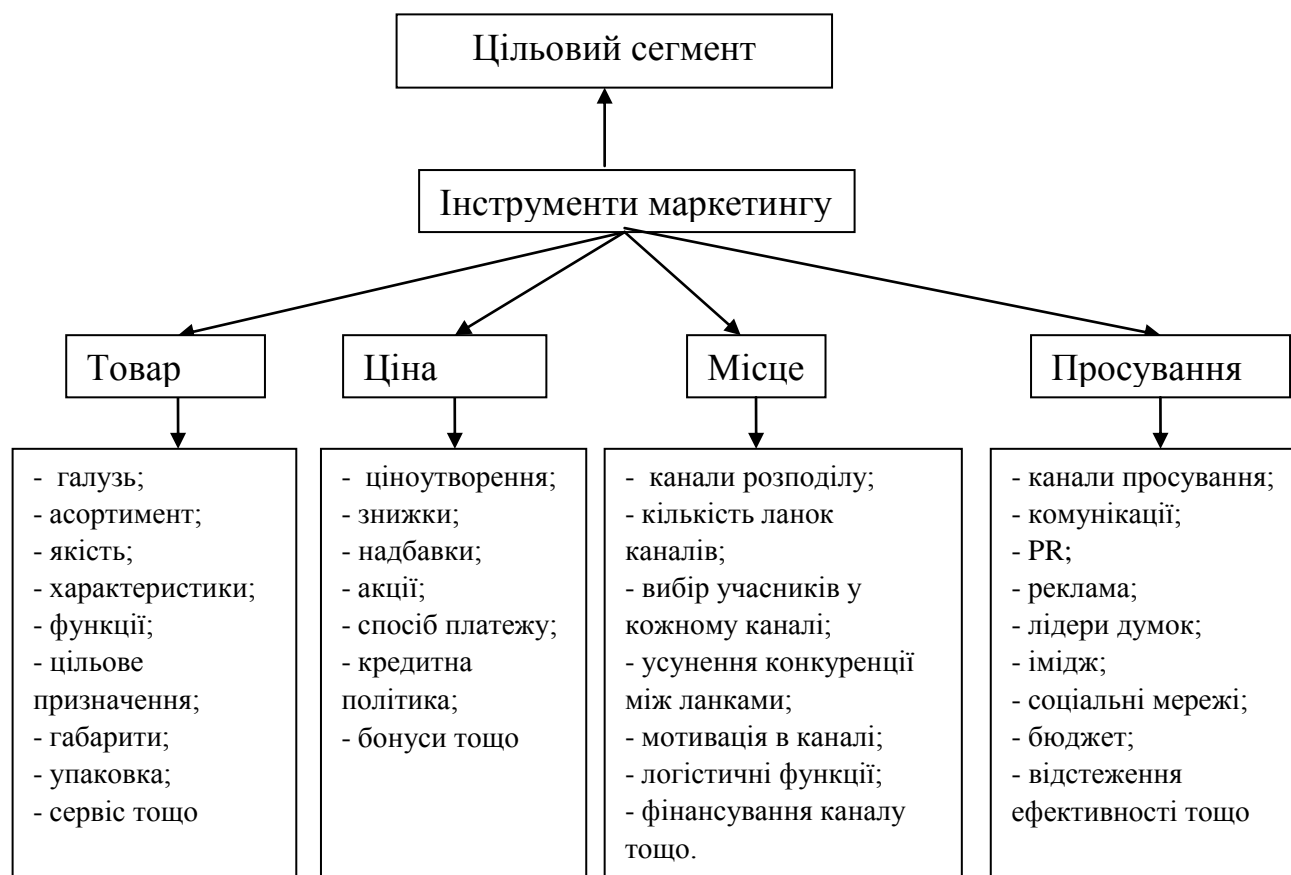 Цільовий сегмент
Інструменти маркетингу
Товар
Ціна
Місце
Просування
- галузь;
- асортимент;
- якість;
- характеристики;
- функції;
- цільове
призначення;
- габарити;
- упаковка;
- сервіс тощо
- ціноутворення;
- знижки;
- надбавки;
- акції;
- спосіб платежу;
- кредитна
політика;
- бонуси тощо
- канали розподілу;
- кількість ланок
каналів;
- вибір учасників у
кожному каналі;
- усунення конкуренції
між ланками;
- мотивація в каналі;
- логістичні функції;
- фінансування каналу
тощо.
- канали просування;
- комунікації;
- PR;
- реклама;
- лідери думок;
- імідж;
- соціальні мережі;
- бюджет;
- відстеження
ефективності тощо